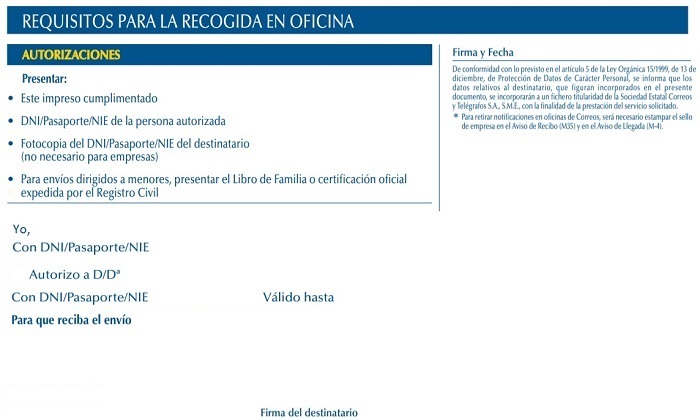 REQUISITOS PARA LA RECOGIDA EN OFICINA
AUTORIZACIONES
Presentar:
• Este impreso cumplimentado
• DNI/Pasaporte/NIE de la persona autorizada
• Fotocopia del DNI/Pasaporte/NIE del destinatario
(no necesario para empresas)
• Para envíos dirigidos a menores, presentar el Libro de Familia o certificación oficial
expedida por el Registro Civil
Firma y Fecha
De conformidad con lo previsto en el artículo 5 de la Ley Orgánica 15/1999, de 13 de
diciembre, de Protección de Datos de Carácter Personal, se informa que los
datos relativos al destinatario, que figuran incorporados en el presente
documento, se incorporarán a un fichero titularidad de la Sociedad Estatal Correos
y Telégrafos S.A., S.M.E., con la finalidad de la prestación del servicio solicitado.
* Para retirar notificaciones en oficinas de Correos, será necesario estampar el sello
de empresa en el Aviso de Recibo (M35) y en el Aviso de Llegada (M-4).
Yo,
Con DNI/Pasaporte/NIE
Autorizo a D/Dª
Con DNI/Pasaporte/NIE Válido hasta
Para que reciba el envío
Firma del destinatario